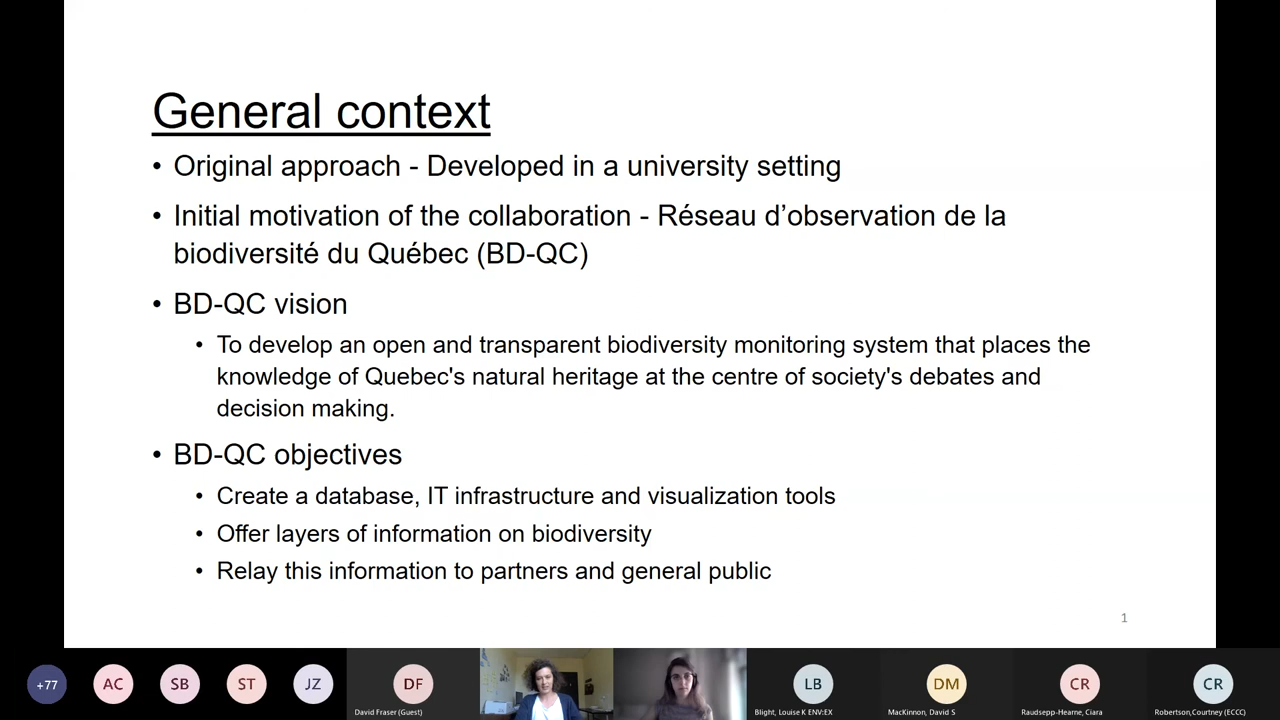 General context
• Original approach - Developed in a university setting
• Initial motivation of the collaboration - Réseau d’observation de la
biodiversité du Québec (BD-QC)
• BD-QC vision
• To develop an open and transparent biodiversity monitoring system that places the
knowledge of Quebec's natural heritage at the centre of society's debates and
decision making.
• BD-QC objectives
• Create a database, IT infrastructure and visualization tools
• Offer layers of information on biodiversity
• Relay this information to partners and general public
1
+77
AC
SB
ST
JZ
DF
LB
DM
CR
CR
David Fraser (Guest)
Blight, Louise K ENV:EX
MacKinnon, David S
Raudsepp-Hearne, Ciara
Robertson,Courtney (ECCC)